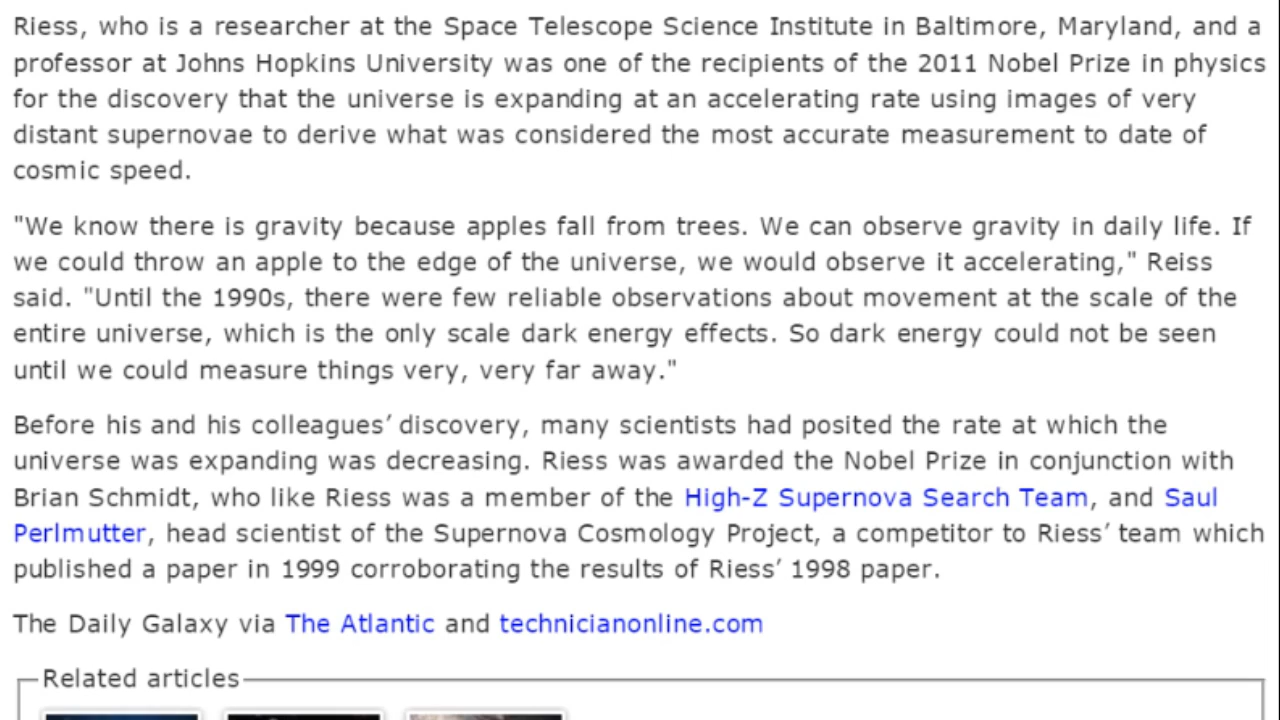 Riess, who is a researcher at the Space Telescope Science Institute in Baltimore, Maryland, and a
professor at Johns Hopkins University was one of the recipients of the 2011 Nobel Prize in physics
for the discovery that the universe is expanding at an accelerating rate using images of very
distant supernovae to derive what was considered the most accurate measurement to date of
cosmic speed.
"We know there is gravity because apples fall from trees. We can observe gravity in daily life. If
we could throw an apple to the edge of the universe, we would observe it accelerating," Reiss
said. "Until the 1990s, there were few reliable observations about movement at the scale of the
entire universe, which is the only scale dark energy effects. So dark energy could not be seen
until we could measure things very, very far away."
Before his and his colleagues’ discovery, many scientists had posited the rate at which the
universe was expanding was decreasing. Riess was awarded the Nobel Prize in conjunction with
Brian Schmidt, who like Riess was a member of the High-Z Supernova Search Team, and Saul
Perlmutter, head scientist of the Supernova Cosmology Project, a competitor to Riess’ team which
published a paper in 1999 corroborating the results of Riess’ 1998 paper.
The Daily Galaxy via The Atlantic and technicianonline.com
Related articles